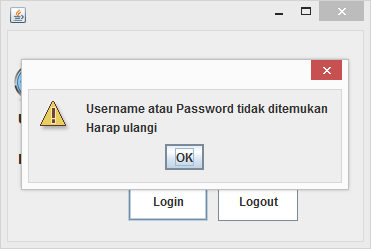 Username atau Password tidak ditemukan
Harap ulangi
OK
Login
Logout